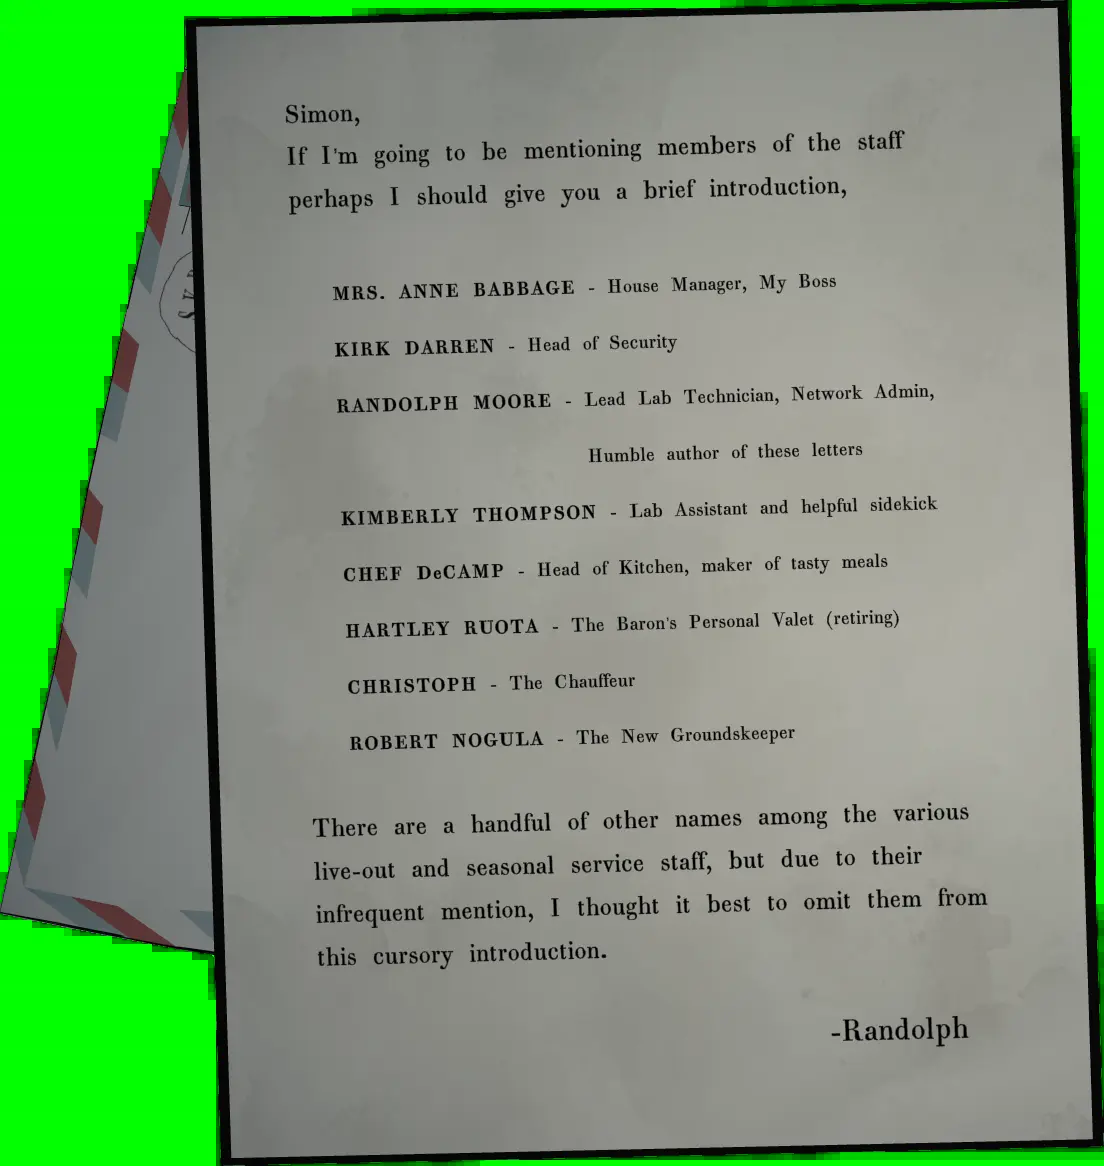 Simon,
If I'm going to be mentioning members of the staff
perhaps I should give you a brief introduction,
MRS. ANNE BABBAGE - House Manager, My Boss
KIRK DARREN - Head of Security
RANDOLPH MOORE - Lead Lab Technician, Network Admin,
Humble author of these letters
KIMBERLY THOMPSON - Lab Assistant and helpful sidekick
CHEF DeCAMP - Head of Kitchen, maker of tasty meals
HARTLEY RUOTA - The Baron's Personal Valet (retiring)
CHRISTOPH - The Chauffeur
ROBERT NOGULA - The New Groundskeeper
There are a handful of other names among the various
live-out and seasonal service staff, but due to their
infrequent mention, I thought it best to omit them from
this cursory introduction.
-Randolph